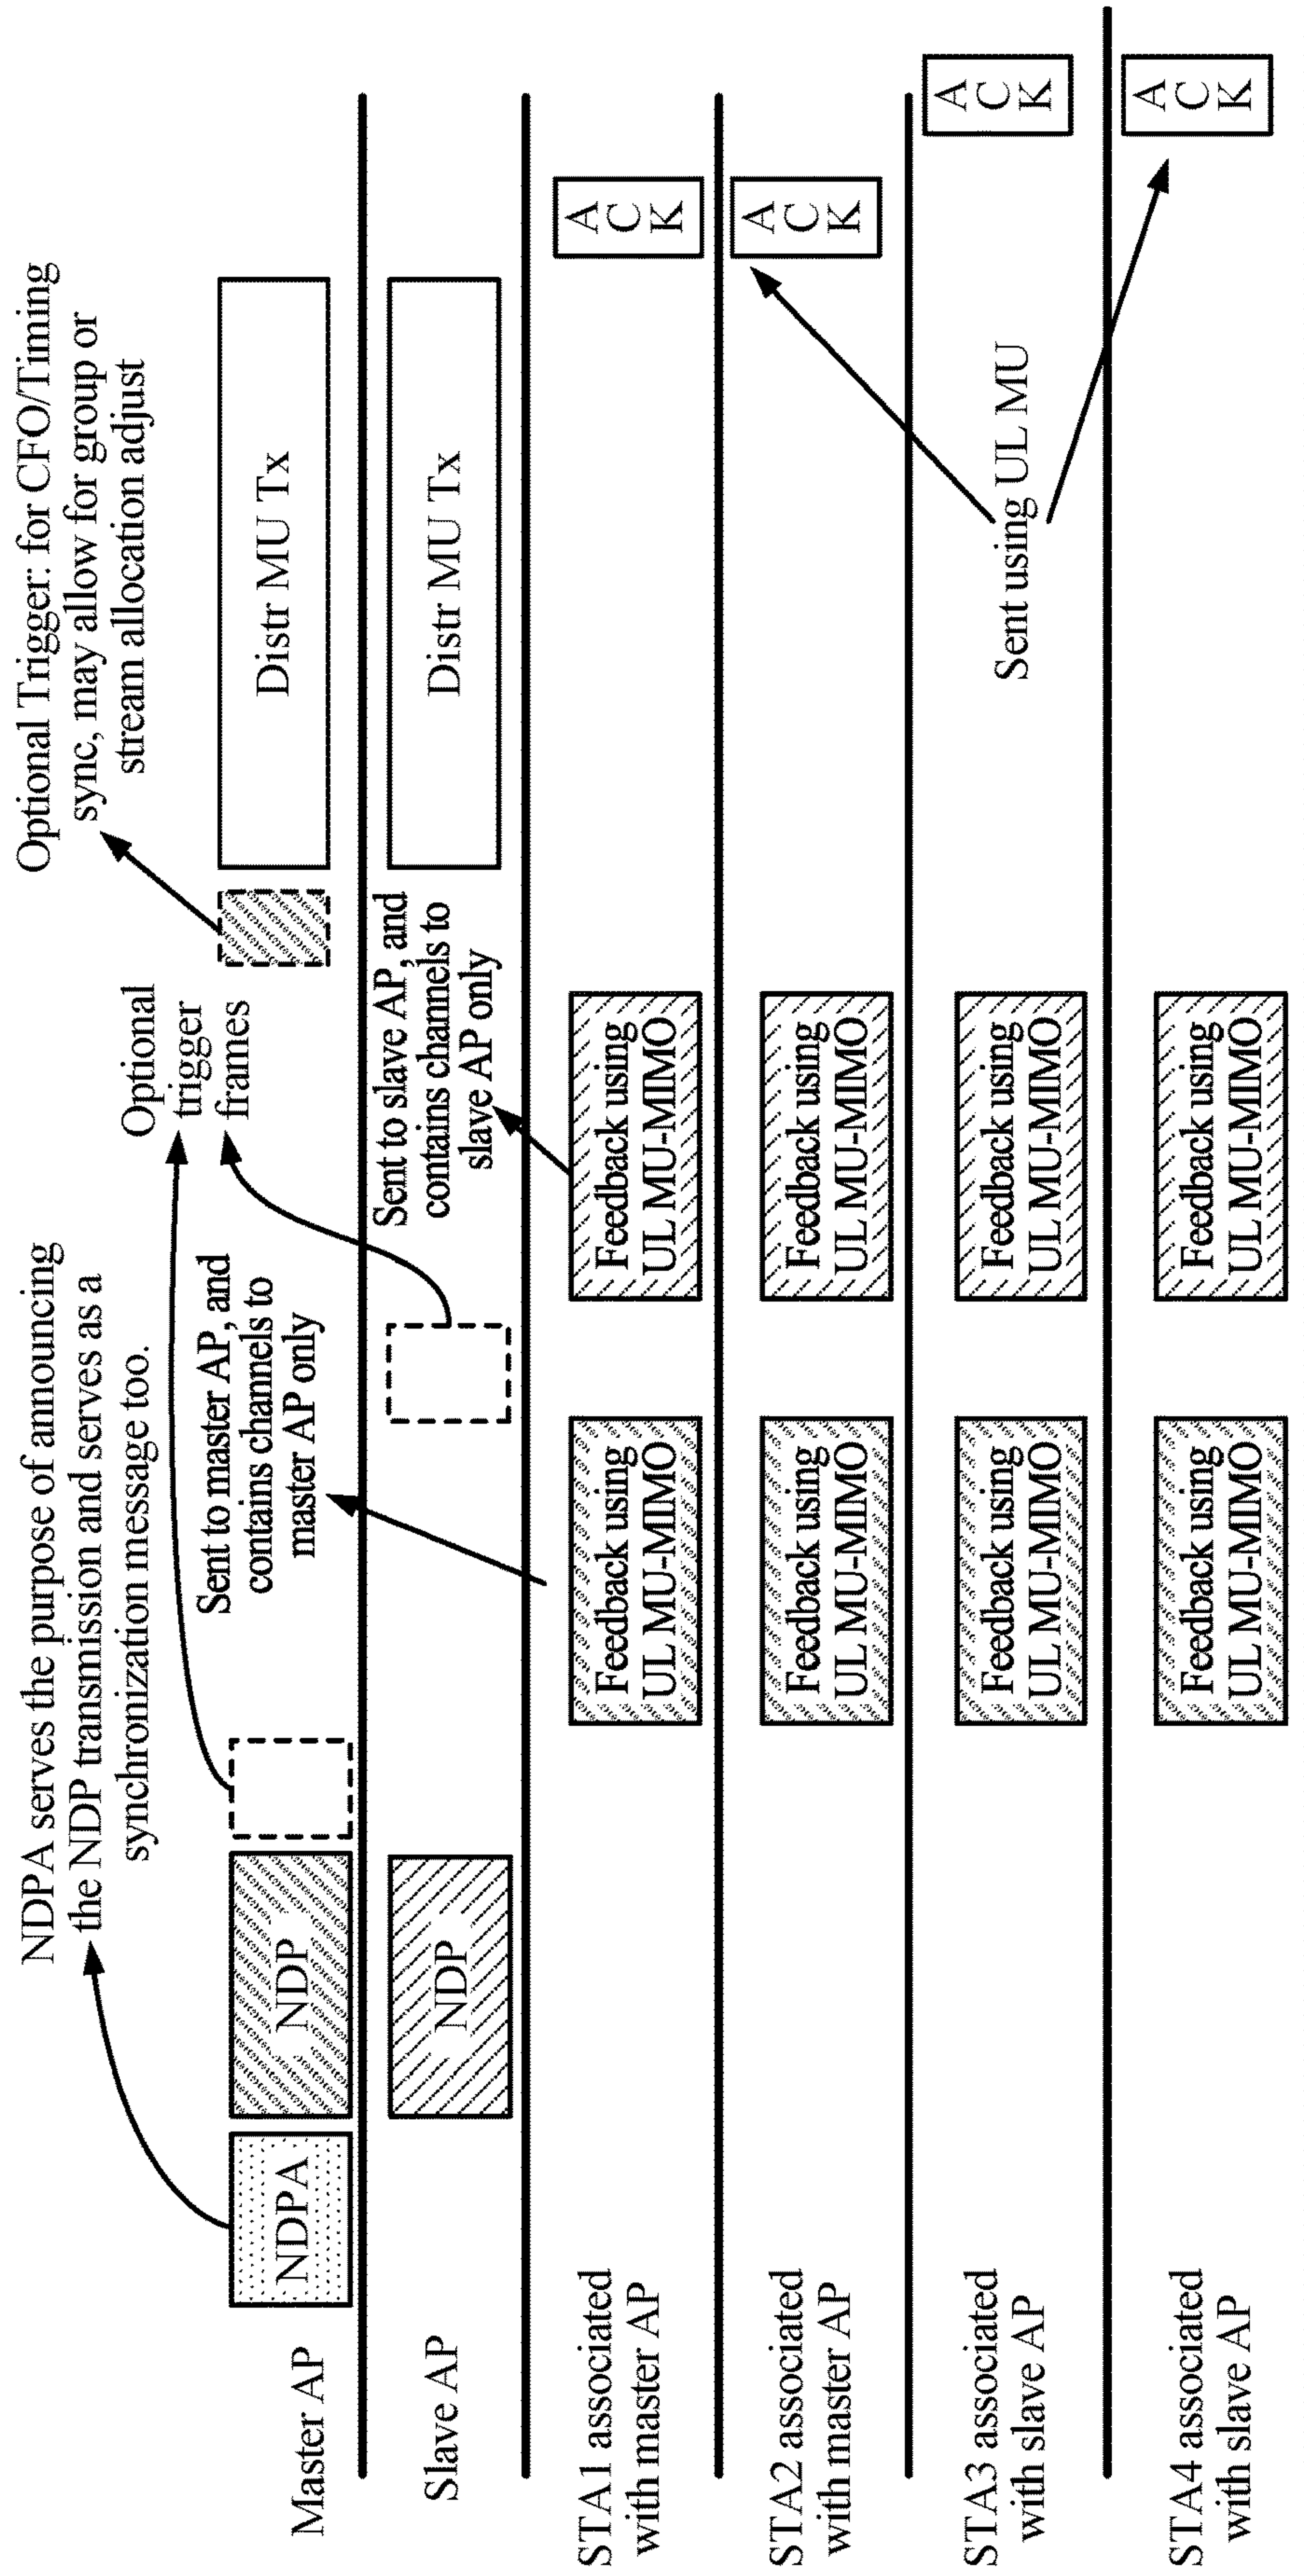 NDPA serves the purpose of announcing
the NDP transmission and serves as a
synchronization message too.
Optional Trigger: for CFO/Timing
sync, may allow for group or
stream allocation adjust
Optional
trigger
frames
Sent to master AP, and
contains channels to
master AP only
Master AP
NDPA
NDP
Distr MU Tx
Sent to slave AP, and
contains channels to
slave AP only
Slave AP
NDP
Distr MU Tx
STA1 associated
with master AP
Feedback using
UL MU-MIMO
Feedback using
UL MU-MIMO
A
C
K
STA2 associated
with master AP
Feedback using
UL MU-MIMO
Feedback using
UL MU-MIMO
A
C
K
STA3 associated
with slave AP
Feedback using
UL MU-MIMO
Feedback using
UL MU-MIMO
Sent using UL MU
A
C
K
STA4 associated
with slave AP
Feedback using
UL MU-MIMO
Feedback using
UL MU-MIMO
A
C
K